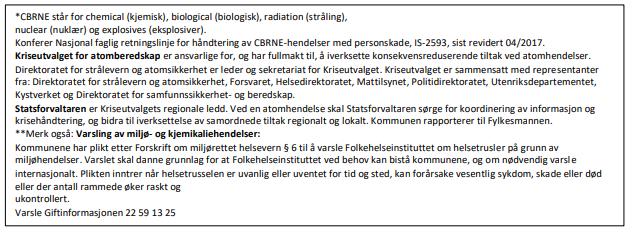 *CBRNE står for chemical (kjemisk), biological (biologisk), radiation (stråling),
nuclear (nuklær) og explosives (eksplosiver).
Konferer Nasjonal faglig retningslinje for håndtering av CBRNE-hendelser med personskade, IS-2593, sist revidert 04/2017.
Kriseutvalget for atomberedskap er ansvarlige for, og har fullmakt til, å iverksette konsekvensreduserende tiltak ved atomhendelser.
Direktoratet for strålevern og atomsikkerhet er leder og sekretariat for Kriseutvalget. Kriseutvalget er sammensatt med representanter
fra: Direktoratet for strålevern og atomsikkerhet, Forsvaret, Helsedirektoratet, Mattilsynet, Politidirektoratet, Utenriksdepartementet,
Kystverket og Direktoratet for samfunnssikkerhet- og beredskap.
Statsforvaltaren er Kriseutvalgets regionale ledd. Ved en atomhendelse skal Statsforvaltaren sørge for koordinering av informasjon og
krisehåndtering, og bidra til iverksettelse av samordnede tiltak regionalt og lokalt. Kommunen rapporterer til Fylkesmannen.
**Merk også: Varsling av miljø- og kjemikaliehendelser:
Kommunene har plikt etter Forskrift om miljørettet helsevern § 6 til å varsle Folkehelseinstituttet om helsetrusler på grunn av
miljøhendelser. Varslet skal danne grunnlag for at Folkehelseinstituttet ved behov kan bistå kommunene, og om nødvendig varsle
internasjonalt. Plikten inntrer når helsetrusselen er uvanlig eller uventet for tid og sted, kan forårsake vesentlig sykdom, skade eller død
eller der antall rammede øker raskt og
ukontrollert.
Varsle Giftinformasjonen 22 59 13 25